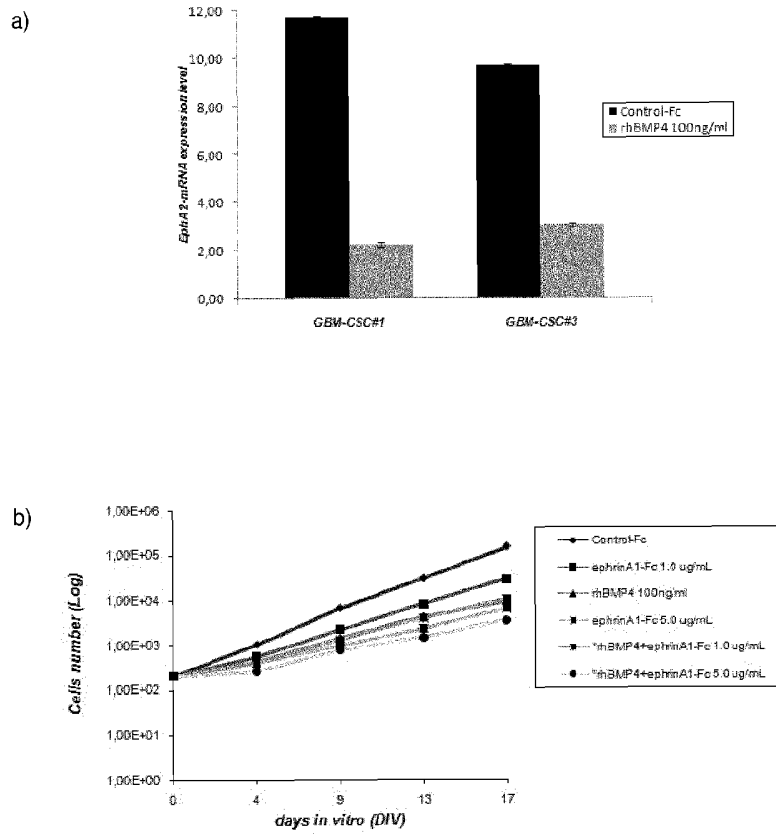 a)
12,00
10,00
8,00
6,00
4,00
2,00
0,00
EphA2-mRNA expression level
GBM-CSC#1
GBM-CSC#3
Control-Fc
rhBMP4 100ng/ml
b)
1,00E+06
1,00E+05
1,00E+04
1,00E+03
1,00E+02
1,00E+01
1,00E+00
Cells number (Log)
0
4
9
13
17
days in vitro (DIV)
Control-Fc
ephrinA1-Fc 1.0 ug/mL
rhBMP4 100ng/ml
ephrinA1-Fc 5.0 ug/mL
*rhBMP4+ephrinA1-Fc 1.0 ug/mL
*rhBMP4+ephrinA1-Fc 5.0 ug/mL